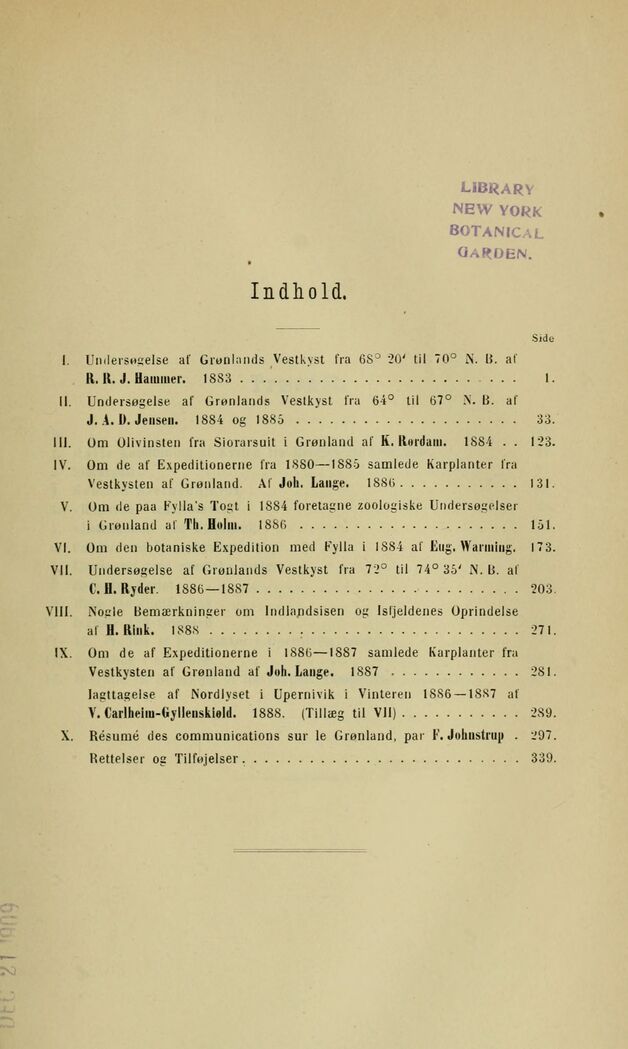 LIBRARY
NEW YORK
BOTANICAL
GARDEN.
Indhold.
Side
I. Undersøgelse af Grønlands Vestkyst fra 68° 20′ til 70° N. B. af
R. R. J. Hammer. 1883 . . . . . . . . . . . . . . . . . . . . . . . . . 1.
II. Undersøgelse af Grønlands Vestkyst fra 64° til 67° N. B. af
J. A. D. Jensen. 1884 og 1885 . . . . . . . . . . . . . . . . . . . . 33.
III. Om Olivinsten fra Siorarsuit i Grønland af K. Rørdam. 1884 . . 123.
IV. Om de af Expeditionerne fra 1880—1885 samlede Karplanter fra
Vestkysten af Grønland. Af Joh. Lange. 1886 . . . . . . . . . . . 131.
V. Om de paa Fylla's Togt i 1884 foretagne zoologiske Undersøgelser
i Grønland af Th. Holm. 1886 . . . . . . . . . . . . . . . . . . . . 151.
VI. Om den botaniske Expedition med Fylla i 1884 af Eug. Warming. 173.
VII. Undersøgelse af Grønlands Vestkyst fra 72° til 74° 35′ N. B. af
C. H. Ryder. 1886—1887 . . . . . . . . . . . . . . . . . . . . . . . . 203.
VIII. Nogle Bemærkninger om Indlandsisen og Isfjeldenes Oprindelse
af H. Rink. 1888 . . . . . . . . . . . . . . . . . . . . . . . . . . . . 271.
IX. Om de af Expeditionerne i 1886—1887 samlede Karplanter fra
Vestkysten af Grønland af Joh. Lange. 1887 . . . . . . . . . . . . 281.
Iagttagelse af Nordlyset i Upernivik i Vinteren 1886—1887 af
V. Carlheim-Gyllenskiøld. 1888. (Tillæg til VII) . . . . . . . . . . . 289.
X. Résumé des communications sur le Grønland, par F. Johnstrup . 297.
Rettelser og Tilføjelser . . . . . . . . . . . . . . . . . . . . . . . . . 339.
DEC 21 1909